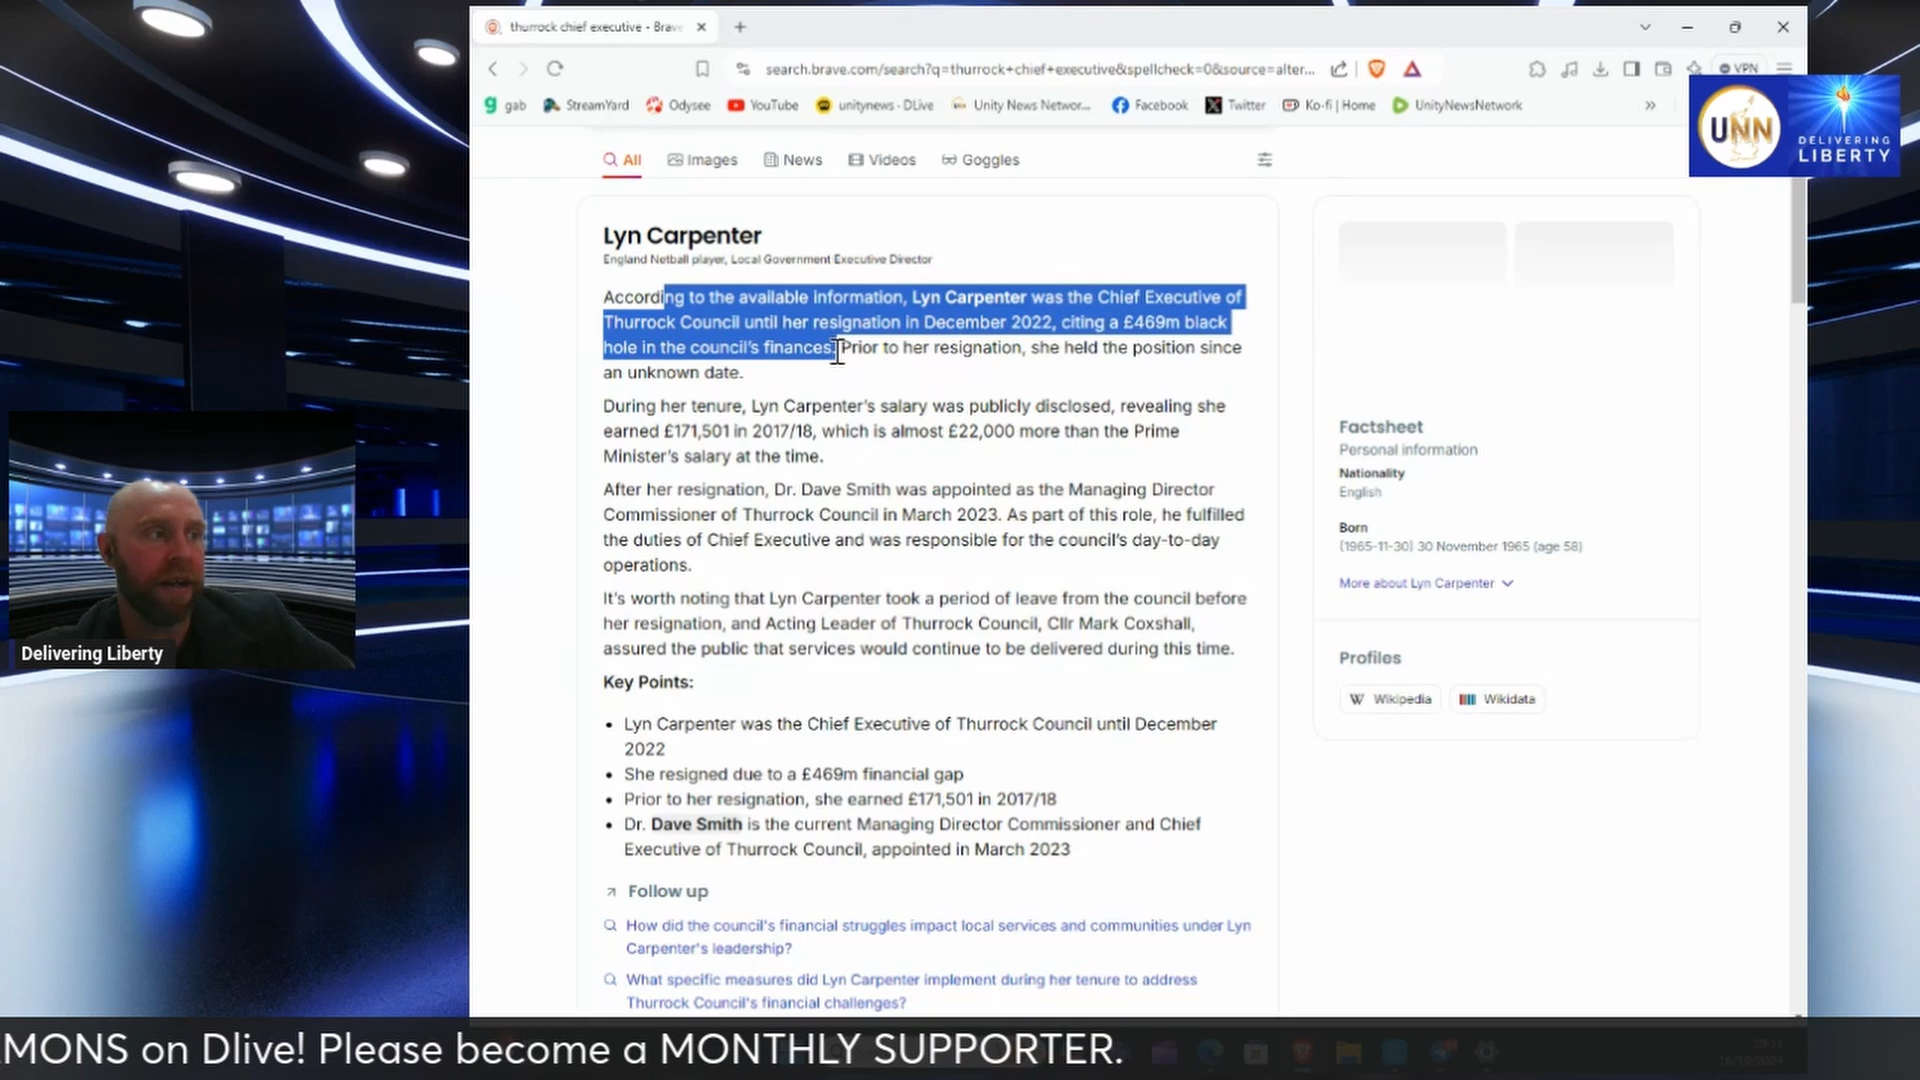 thurrock chief executive - Brave
search.brave.com/search?q=thurrock+chief+executive&spellcheck=0&source=alter...
VPN
gab
StreamYard
Odysee
YouTube
unitynews - DLive
Unity News Networ...
Facebook
Twitter
Ko-fi | Home
UnityNewsNetwork
UNN
DELIVERING
LIBERTY
All
Images
News
Videos
Goggles
Lyn Carpenter
England Netball player, Local Government Executive Director
According to the available information, Lyn Carpenter was the Chief Executive of
Thurrock Council until her resignation in December 2022, citing a £469m black
hole in the council's finances. Prior to her resignation, she held the position since
an unknown date.
During her tenure, Lyn Carpenter's salary was publicly disclosed, revealing she
earned £171,501 in 2017/18, which is almost £22,000 more than the Prime
Minister's salary at the time.
After her resignation, Dr. Dave Smith was appointed as the Managing Director
Commissioner of Thurrock Council in March 2023. As part of this role, he fulfilled
the duties of Chief Executive and was responsible for the council's day-to-day
operations.
It's worth noting that Lyn Carpenter took a period of leave from the council before
her resignation, and Acting Leader of Thurrock Council, Cllr Mark Coxshall,
assured the public that services would continue to be delivered during this time.
Key Points:
• Lyn Carpenter was the Chief Executive of Thurrock Council until December
2022
• She resigned due to a £469m financial gap
• Prior to her resignation, she earned £171,501 in 2017/18
• Dr. Dave Smith is the current Managing Director Commissioner and Chief
Executive of Thurrock Council, appointed in March 2023
Follow up
How did the council's financial struggles impact local services and communities under Lyn
Carpenter's leadership?
What specific measures did Lyn Carpenter implement during her tenure to address
Thurrock Council's financial challenges?
Factsheet
Personal information
Nationality
English
Born
(1965-11-30) 30 November 1965 (age 58)
More about Lyn Carpenter
Profiles
Wikipedia
Wikidata
Delivering Liberty
MONS on Dlive! Please become a MONTHLY SUPPORTER.